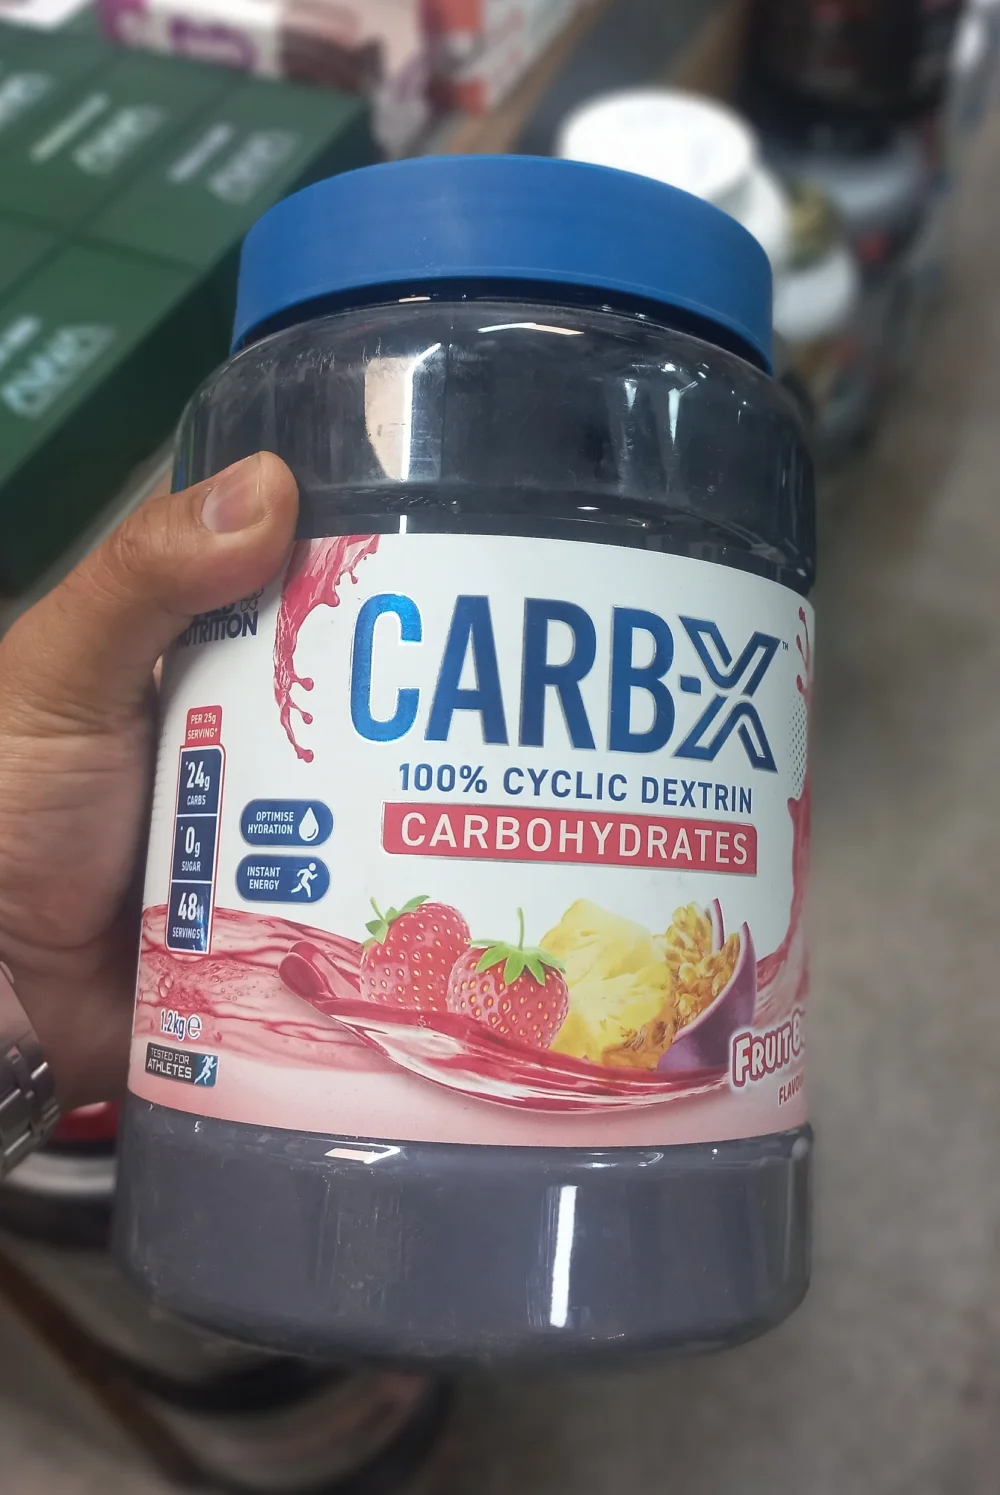 NUTRITION
CARB-X™
100% CYCLIC DEXTRIN
CARBOHYDRATES
PER 25g
SERVING*
*24g
CARBS
*0g
SUGAR
48
SERVINGS
OPTIMISE
HYDRATION
INSTANT
ENERGY
1.2kg e
TESTED FOR
ATHLETES
FRUIT